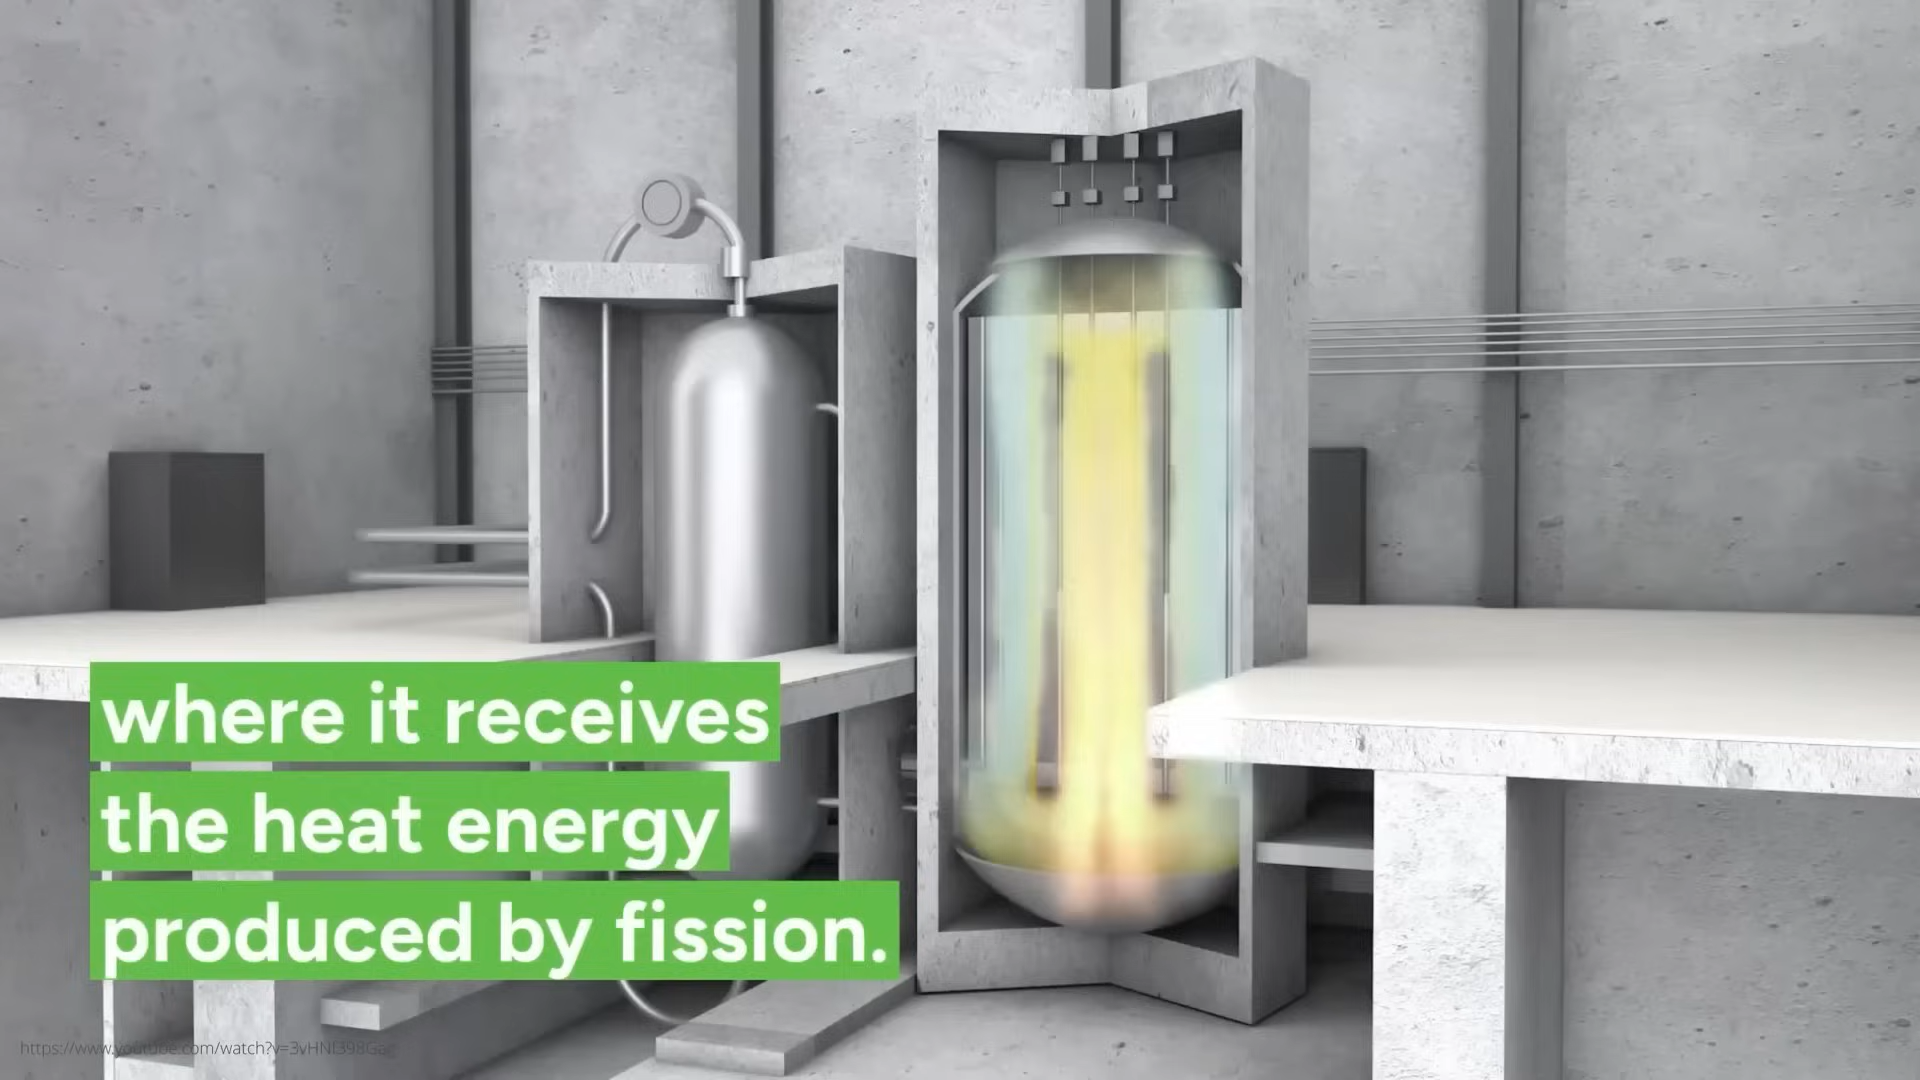 where it receives
the heat energy
produced by fission.